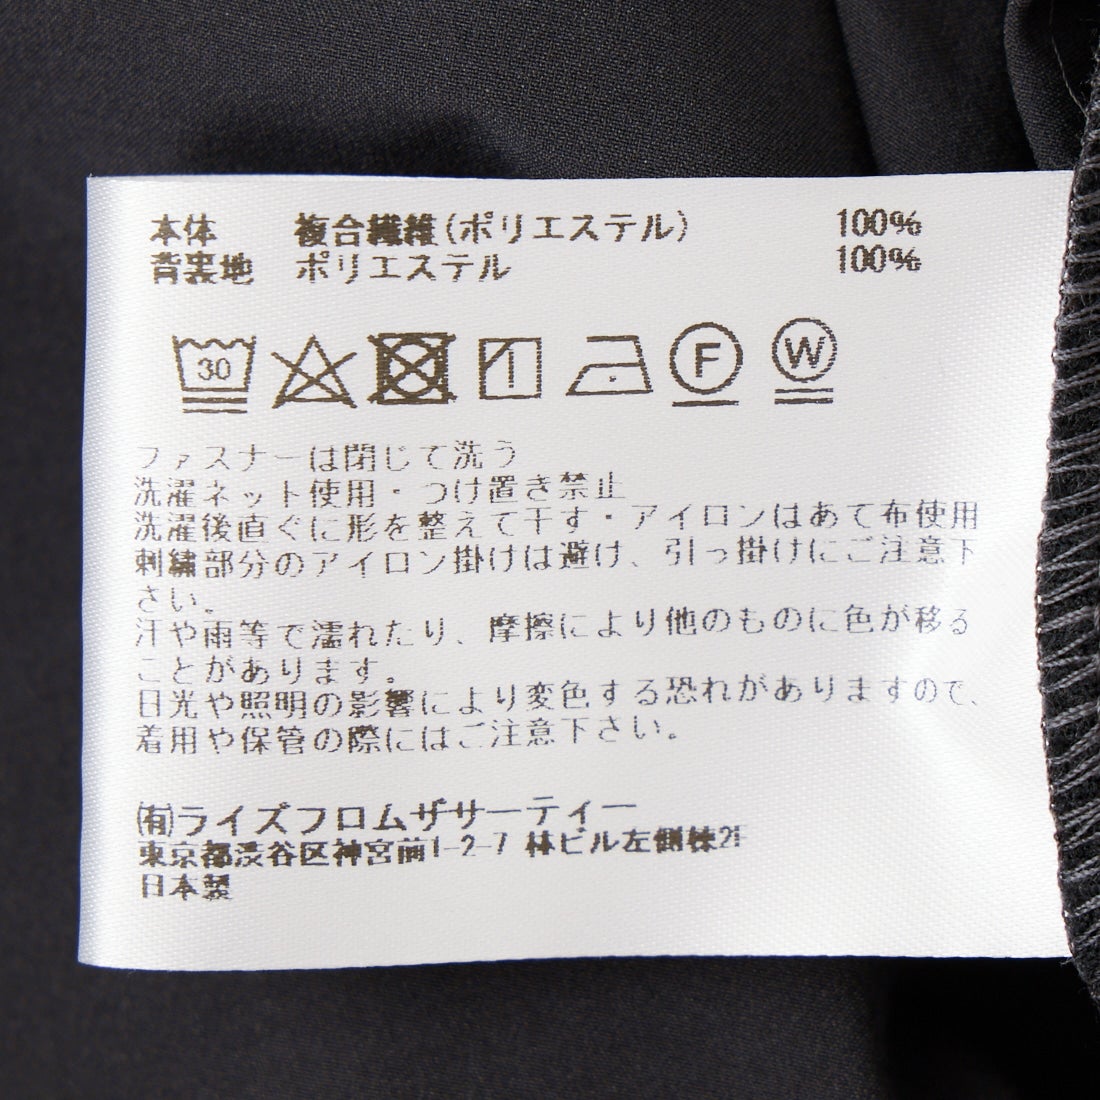 本体 複合繊維(ポリエステル) 100%
背裏地 ポリエステル 100%
30 F W
ファスナーは閉じて洗う
洗濯ネット使用・つけ置き禁止
洗濯後直ぐに形を整えて干す・アイロンはあて布使用
刺繍部分のアイロン掛けは避け、引っ掛けにご注意下
さい。
汗や雨等で濡れたり、摩擦により他のものに色が移る
ことがあります。
日光や照明の影響により変色する恐れがありますので、
着用や保管の際にはご注意下さい。
㈲ライズフロムザサーティー
東京都渋谷区神宮前1-2-7 林ビル左側棟2F
日本製